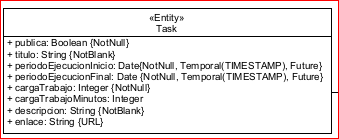 «Entity»
Task
+ publica: Boolean {NotNull}
+ titulo: String {NotBlank}
+ periodoEjecucionInicio: Date{NotNull, Temporal(TIMESTAMP), Future}
+ periodoEjecucionFinal: Date {NotNull, Temporal(TIMESTAMP), Future}
+ cargaTrabajo: Integer {NotNull}
+ cargaTrabajoMinutos: Integer
+ descripcion: String {NotBlank}
+ enlace: String {URL}